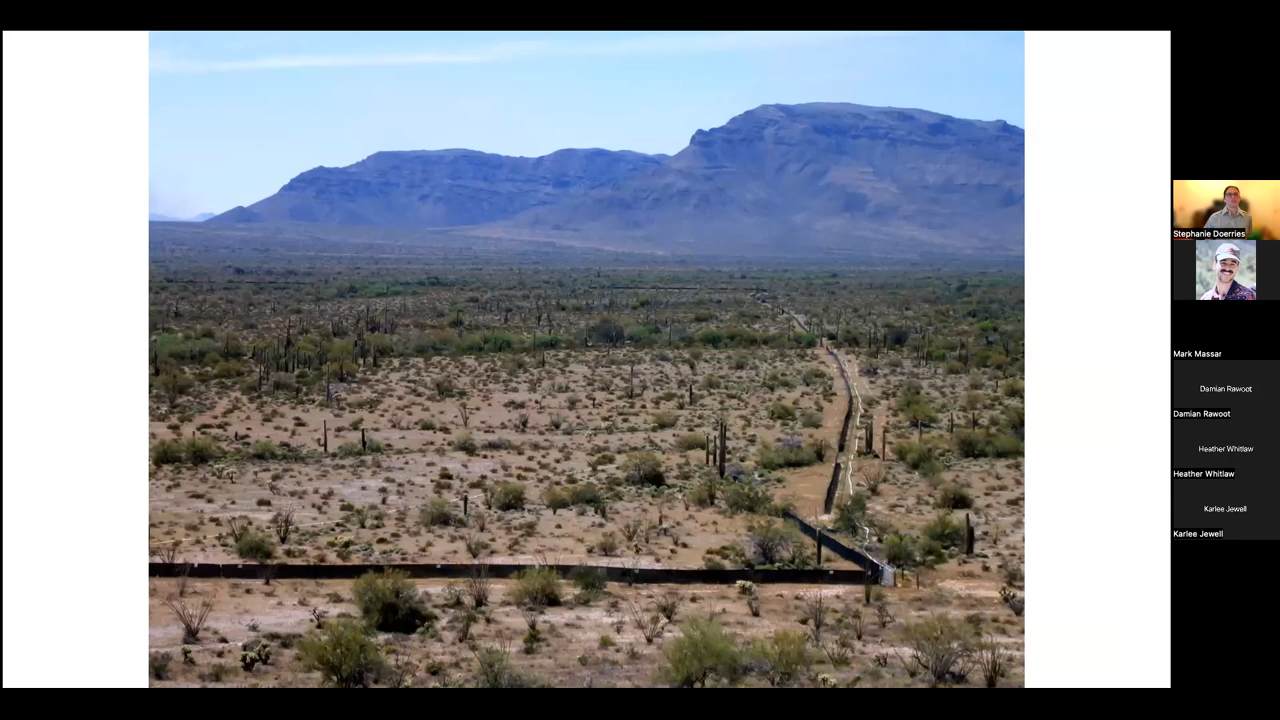 Stephanie Doerries
Mark Massar
Damian Rawoot
Damian Rawoot
Heather Whitlaw
Heather Whitlaw
Karlee Jewell
Karlee Jewell